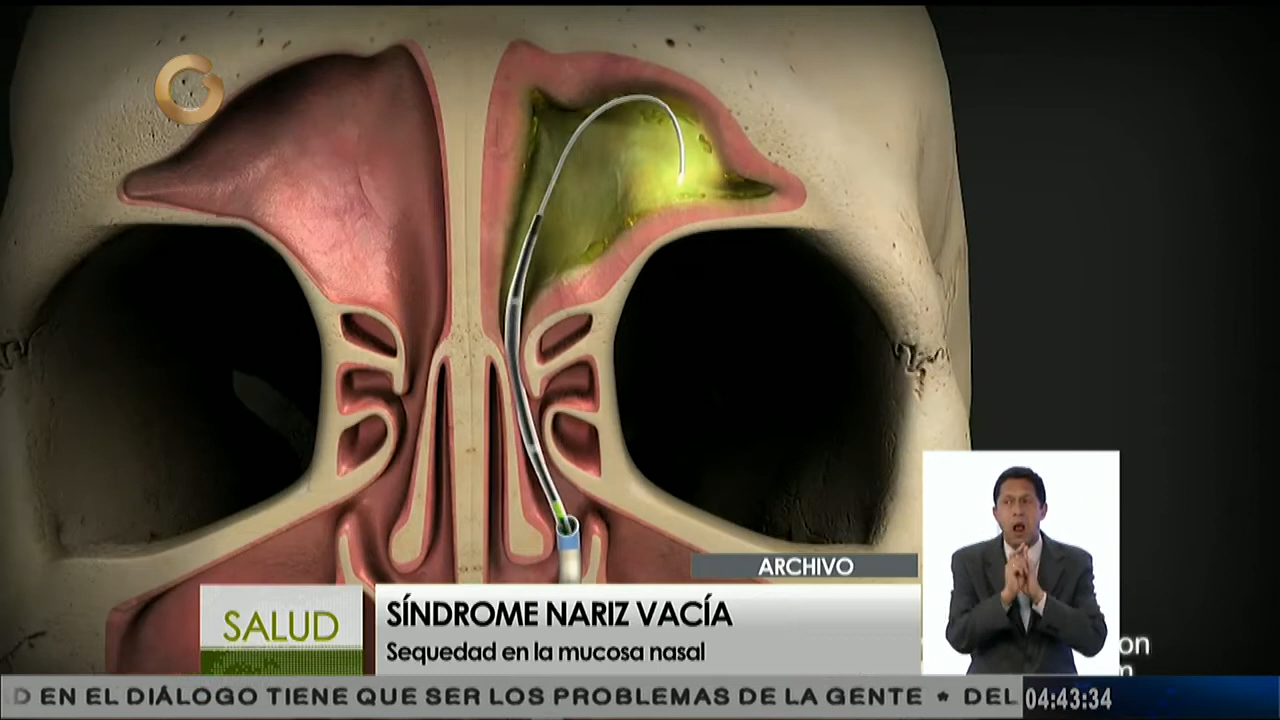 ARCHIVO
SALUD
SÍNDROME NARIZ VACÍA
Sequedad en la mucosa nasal
on
m
D EN EL DIÁLOGO TIENE QUE SER LOS PROBLEMAS DE LA GENTE * DEL
04:43:34